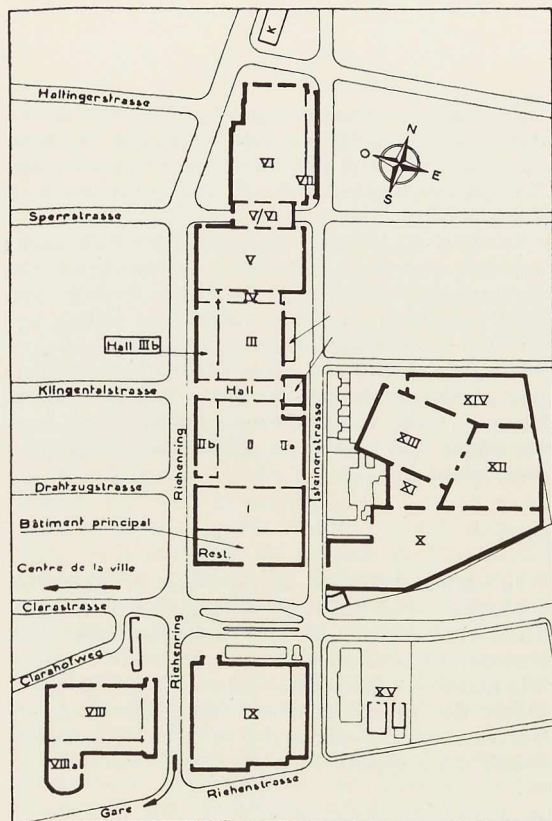 K
Haltingerstrasse
N
O
E
S
VI
VII
Sperrstrasse
V/VI
V
IV
III
Hall IIIb
Klingentalstrasse
Hall
XIV
XIII
XII
XI
X
IIb
II
IIa
Riehenring
Isteinerstrasse
Drahtzugstrasse
I
Bâtiment principal
Rest.
Centre de la ville
Clarastrasse
Clarahofweg
Riehenring
VIII
VIIIa
IX
XV
Riehenstrasse
Gare